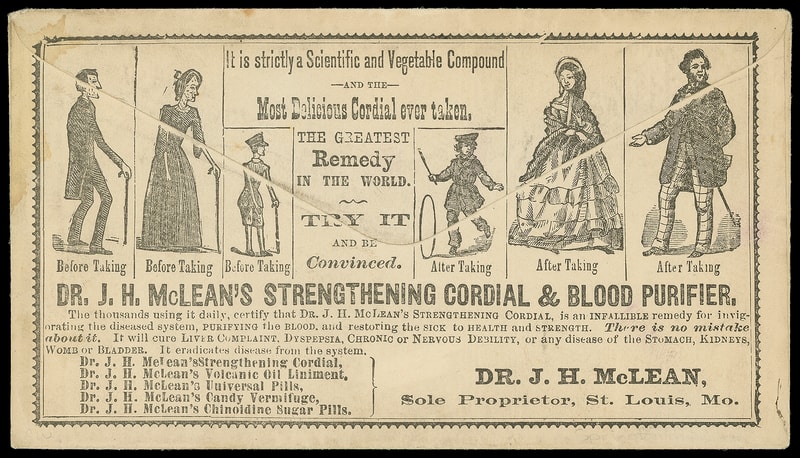 It is strictly a Scientific and Vegetable Compound
—AND THE—
Most Delicious Cordial ever taken.
THE GREATEST
Remedy
IN THE WORLD.
TRY IT
AND BE
Convinced.
Before Taking
Before Taking
Before Taking
After Taking
After Taking
After Taking
DR. J. H. McLEAN'S STRENGTHENING CORDIAL & BLOOD PURIFIER.
The thousands using it daily, certify that DR. J. H. McLEAN'S STRENGTHENING CORDIAL, is an INFALLIBLE remedy for invig-
orating the diseased system, PURIFYING the BLOOD, and restoring the SICK to HEALTH and STRENGTH. There is no mistake
about it. It will cure LIVER COMPLAINT, DYSPEPSIA, CHRONIC or NERVOUS DEBILITY, or any disease of the STOMACH, KIDNEYS,
WOMB or BLADDER. It eradicates disease from the system.
Dr. J. H. McLean'sStrengthening Cordial,
Dr. J. H. McLean's Volcanic Oil Liniment,
Dr. J. H. McLean's Universal Pills,
Dr. J. H. McLean's Candy Vermifuge,
Dr. J. H. McLean's Chinoidine Sugar Pills.
DR. J. H. McLEAN,
Sole Proprietor, St. Louis, Mo.